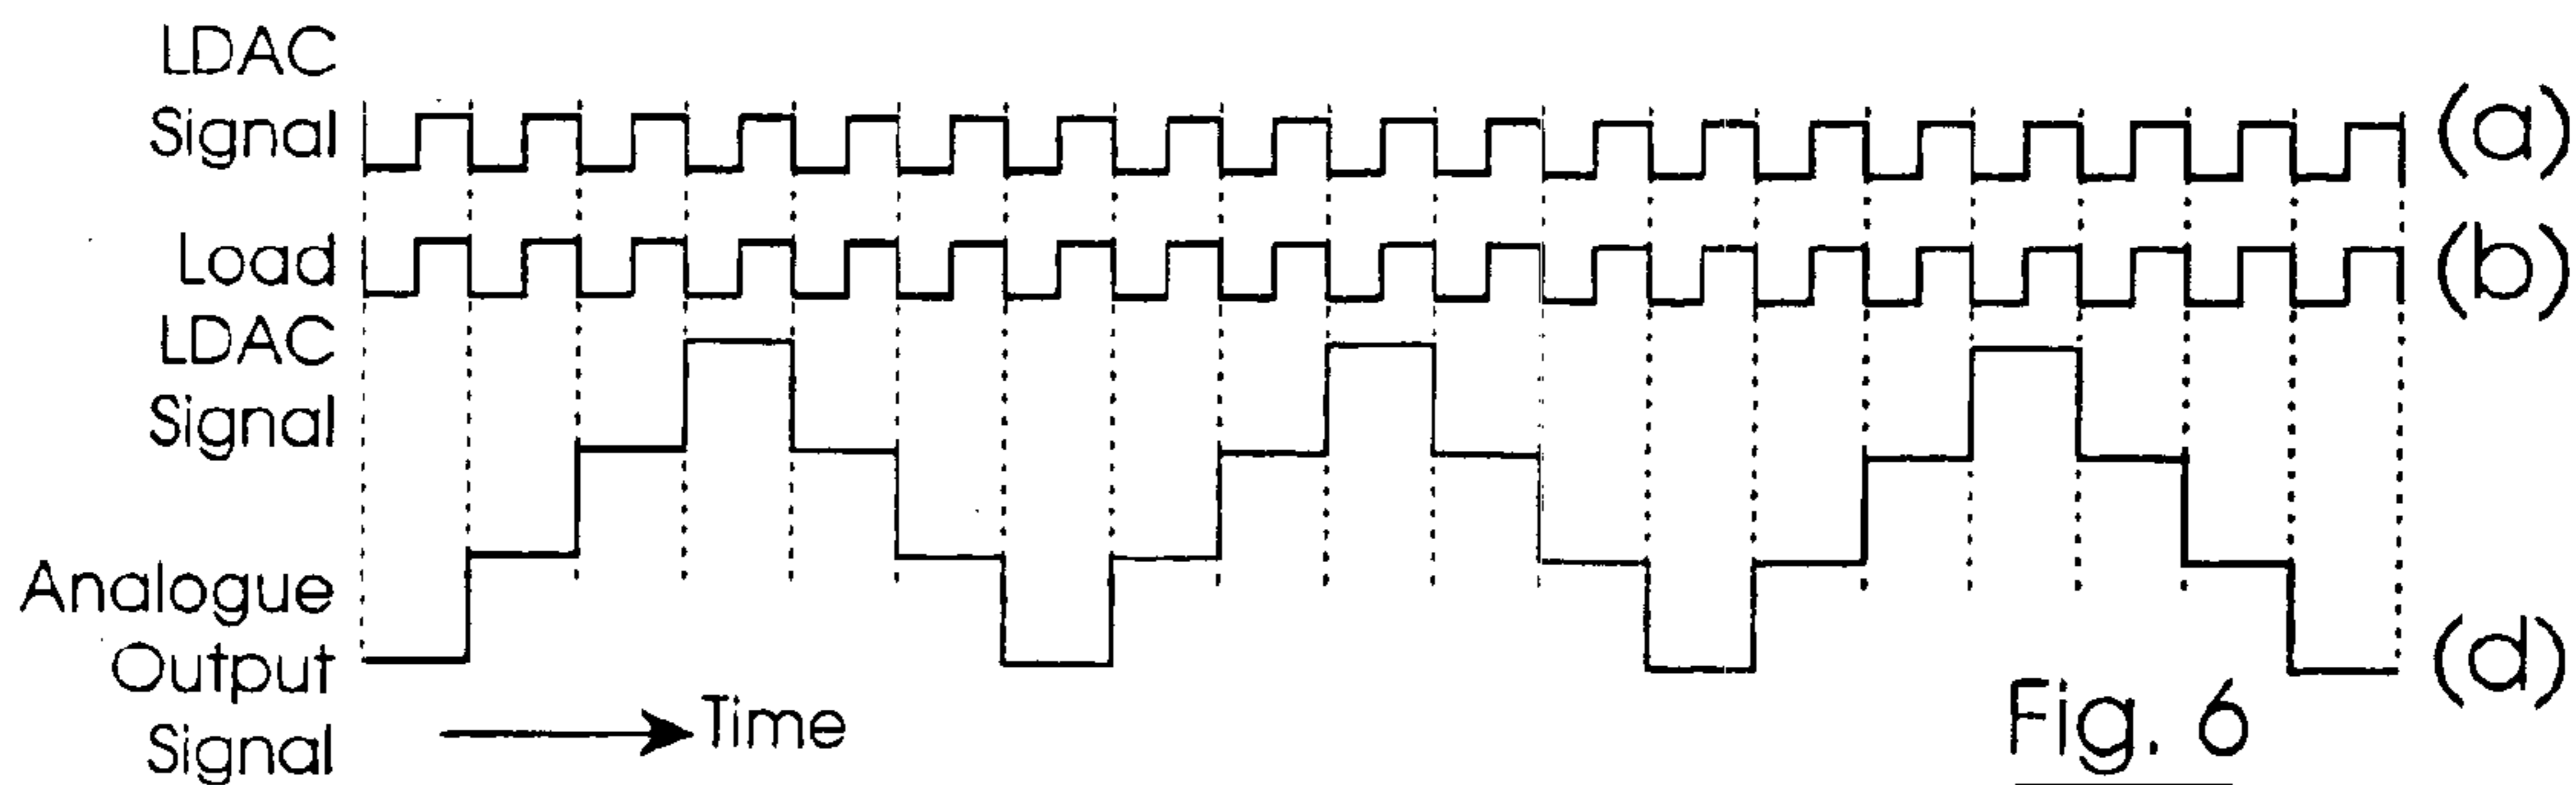 LDAC
Signal
(a)
Load
(b)
LDAC
Signal
Analogue
Output
(d)
Signal
Time
Fig. 6